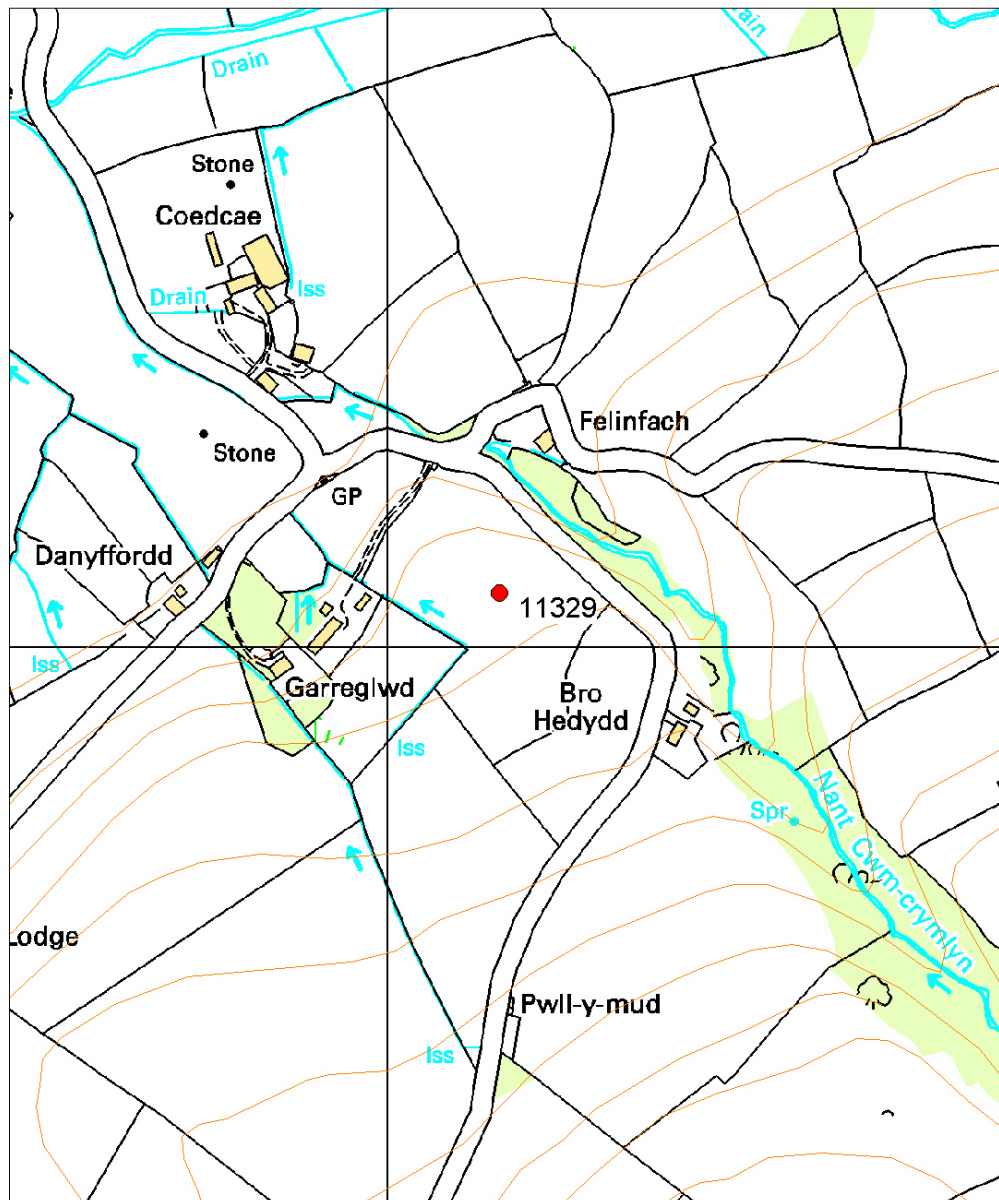 Drain
Drain
Stone
Coedcae
Iss
Drain
Felinfach
Stone
GP
Danyffordd
11329
Iss
Garreglwd
Bro
Hedydd
Iss
Spr
Nant Cwm-crymlyn
Lodge
Pwll-y-mud
Iss